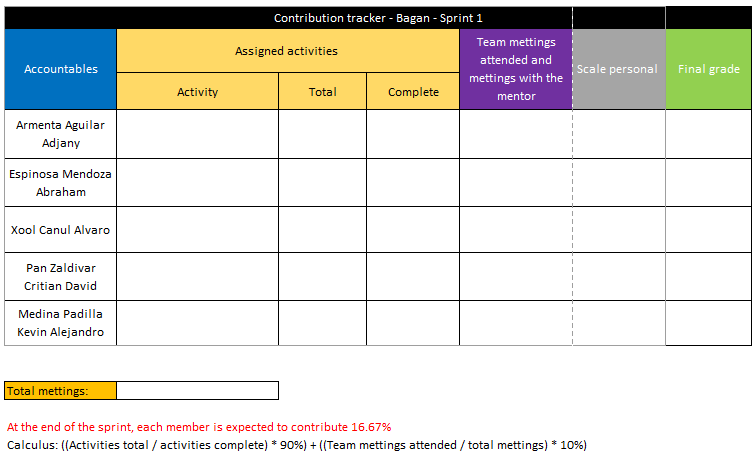 Contribution tracker - Bagan - Sprint 1
Accountables
Assigned activities
Team mettings
attended and
mettings with the
mentor
Scale personal
Final grade
Activity
Total
Complete
Armenta Aguilar
Adjany
Espinosa Mendoza
Abraham
Xool Canul Alvaro
Pan Zaldivar
Critian David
Medina Padilla
Kevin Alejandro
Total mettings:
At the end of the sprint, each member is expected to contribute 16.67%
Calculus: ((Activities total / activities complete) * 90%) + ((Team mettings attended / total mettings) * 10%)